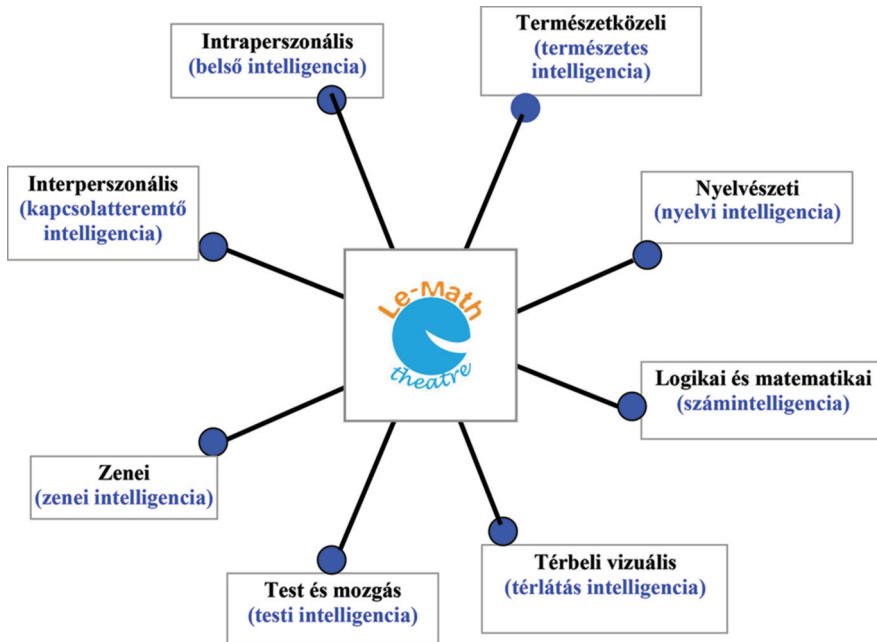 Intraperszonális
(belső intelligencia)
Természetközeli
(természetes
intelligencia)
Interperszonális
(kapcsolatteremtő
intelligencia)
Nyelvészeti
(nyelvi intelligencia)
Le-Math
theatre
Logikai és matematikai
(számintelligencia)
Zenei
(zenei intelligencia)
Test és mozgás
(testi intelligencia)
Térbeli vizuális
(térlátás intelligencia)